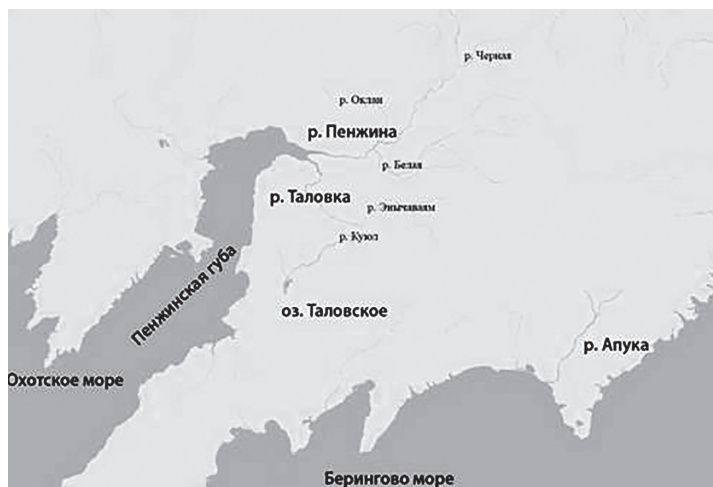 р. Черная
р. Оклан
р. Пенжина
р. Белая
р. Таловка
р. Энычаваям
р. Куюл
Пенжинская губа
оз. Таловское
р. Апука
Охотское море
Берингово море